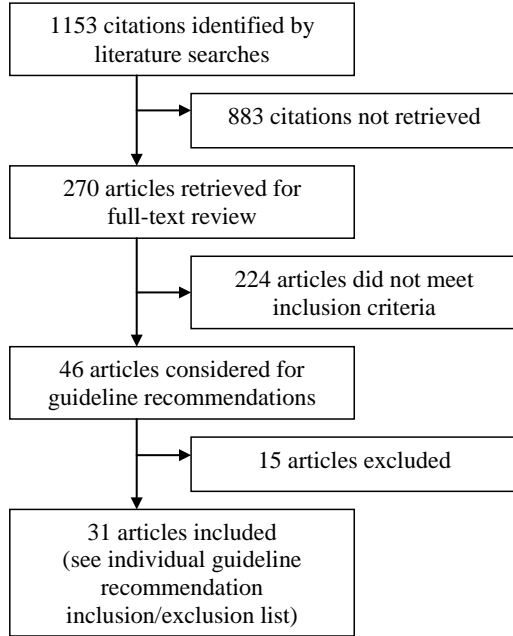 1153 citations identified by
literature searches
883 citations not retrieved
270 articles retrieved for
full-text review
224 articles did not meet
inclusion criteria
46 articles considered for
guideline recommendations
15 articles excluded
31 articles included
(see individual guideline
recommendation
inclusion/exclusion list)